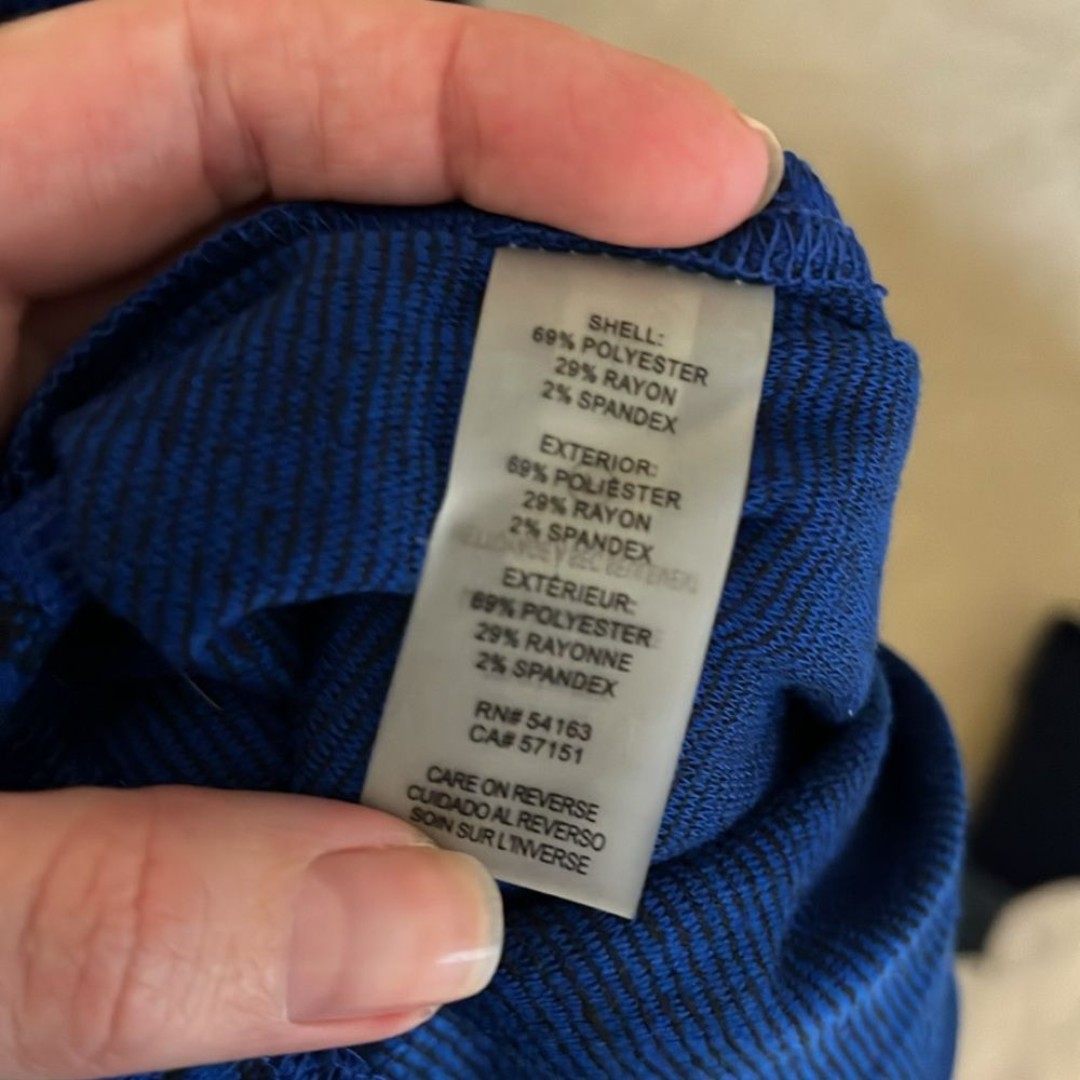 SHELL:
69% POLYESTER
29% RAYON
2% SPANDEX
EXTERIOR:
69% POLIÉSTER
29% RAYON
2% SPANDEX
EXTÉRIEUR:
69% POLYESTER
29% RAYONNE
2% SPANDEX
RN# 54163
CA# 57151
CARE ON REVERSE
CUIDADO AL REVERSO
SOIN SUR L'INVERSE